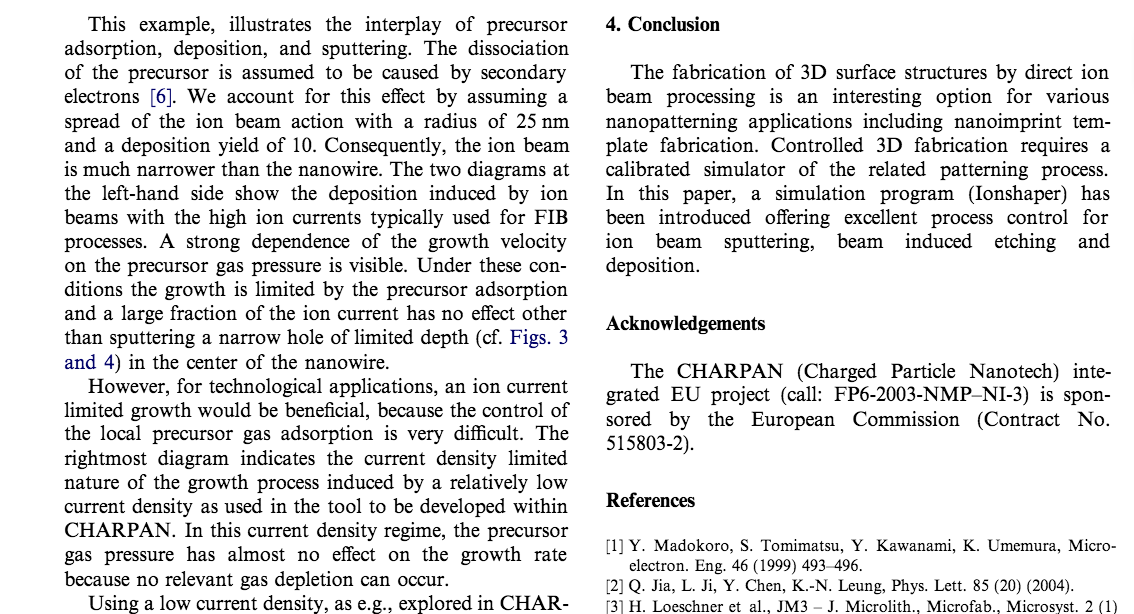 This example, illustrates the interplay of precursor
adsorption, deposition, and sputtering. The dissociation
of the precursor is assumed to be caused by secondary
electrons [6]. We account for this effect by assuming a
spread of the ion beam action with a radius of 25 nm
and a deposition yield of 10. Consequently, the ion beam
is much narrower than the nanowire. The two diagrams at
the left-hand side show the deposition induced by ion
beams with the high ion currents typically used for FIB
processes. A strong dependence of the growth velocity
on the precursor gas pressure is visible. Under these con-
ditions the growth is limited by the precursor adsorption
and a large fraction of the ion current has no effect other
than sputtering a narrow hole of limited depth (cf. Figs. 3
and 4) in the center of the nanowire.
However, for technological applications, an ion current
limited growth would be beneficial, because the control of
the local precursor gas adsorption is very difficult. The
rightmost diagram indicates the current density limited
nature of the growth process induced by a relatively low
current density as used in the tool to be developed within
CHARPAN. In this current density regime, the precursor
gas pressure has almost no effect on the growth rate
because no relevant gas depletion can occur.
Using a low current density, as e.g., explored in CHAR-
4. Conclusion
The fabrication of 3D surface structures by direct ion
beam processing is an interesting option for various
nanopatterning applications including nanoimprint tem-
plate fabrication. Controlled 3D fabrication requires a
calibrated simulator of the related patterning process.
In this paper, a simulation program (Ionshaper) has
been introduced offering excellent process control for
ion beam sputtering, beam induced etching and
deposition.
Acknowledgements
The CHARPAN (Charged Particle Nanotech) inte-
grated EU project (call: FP6-2003-NMP–NI-3) is spon-
sored by the European Commission (Contract No.
515803-2).
References
[1] Y. Madokoro, S. Tomimatsu, Y. Kawanami, K. Umemura, Micro-
electron. Eng. 46 (1999) 493–496.
[2] Q. Jia, L. Ji, Y. Chen, K.-N. Leung, Phys. Lett. 85 (20) (2004).
[3] H. Loeschner et al., JM3 – J. Microlith., Microfab., Microsyst. 2 (1)